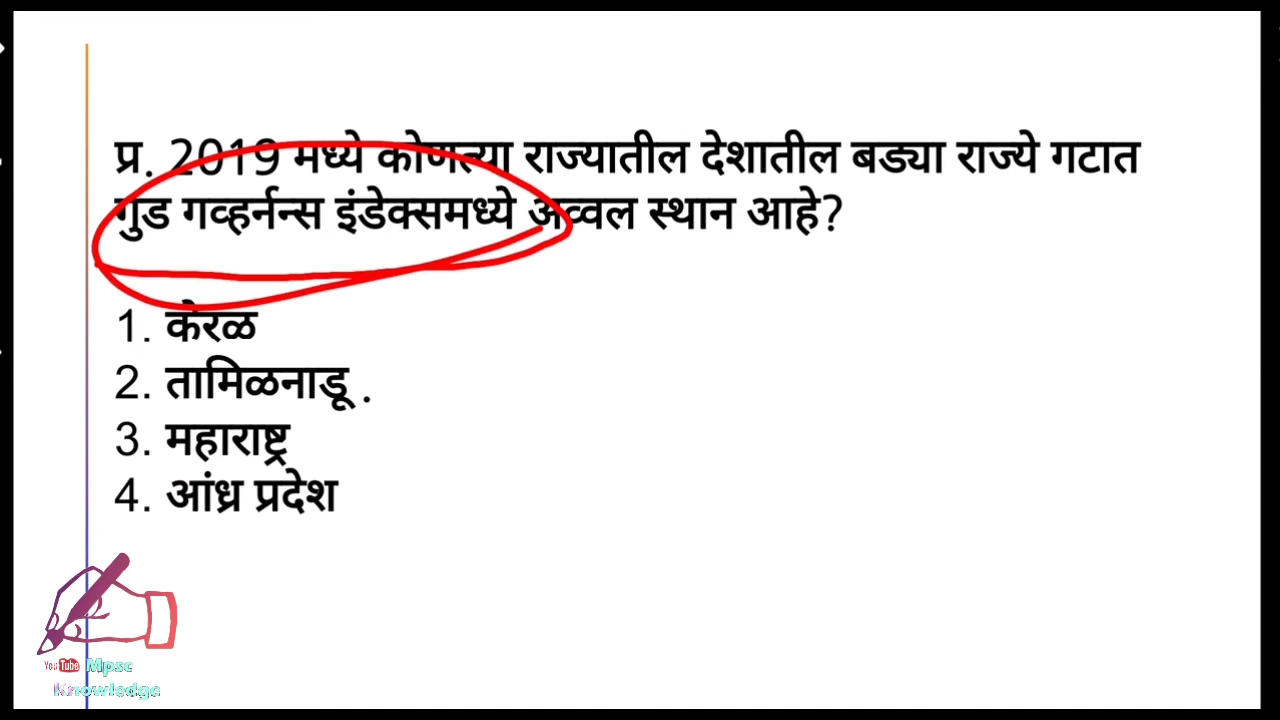 प्र. 2019 मध्ये कोणत्या राज्यातील देशातील बड्या राज्ये गटात
गुड गव्हर्नन्स इंडेक्समध्ये अव्वल स्थान आहे?
1. केरळ
2. तामिळनाडू .
3. महाराष्ट्र
4. आंध्र प्रदेश
YouTube Mpsc
Knowledge